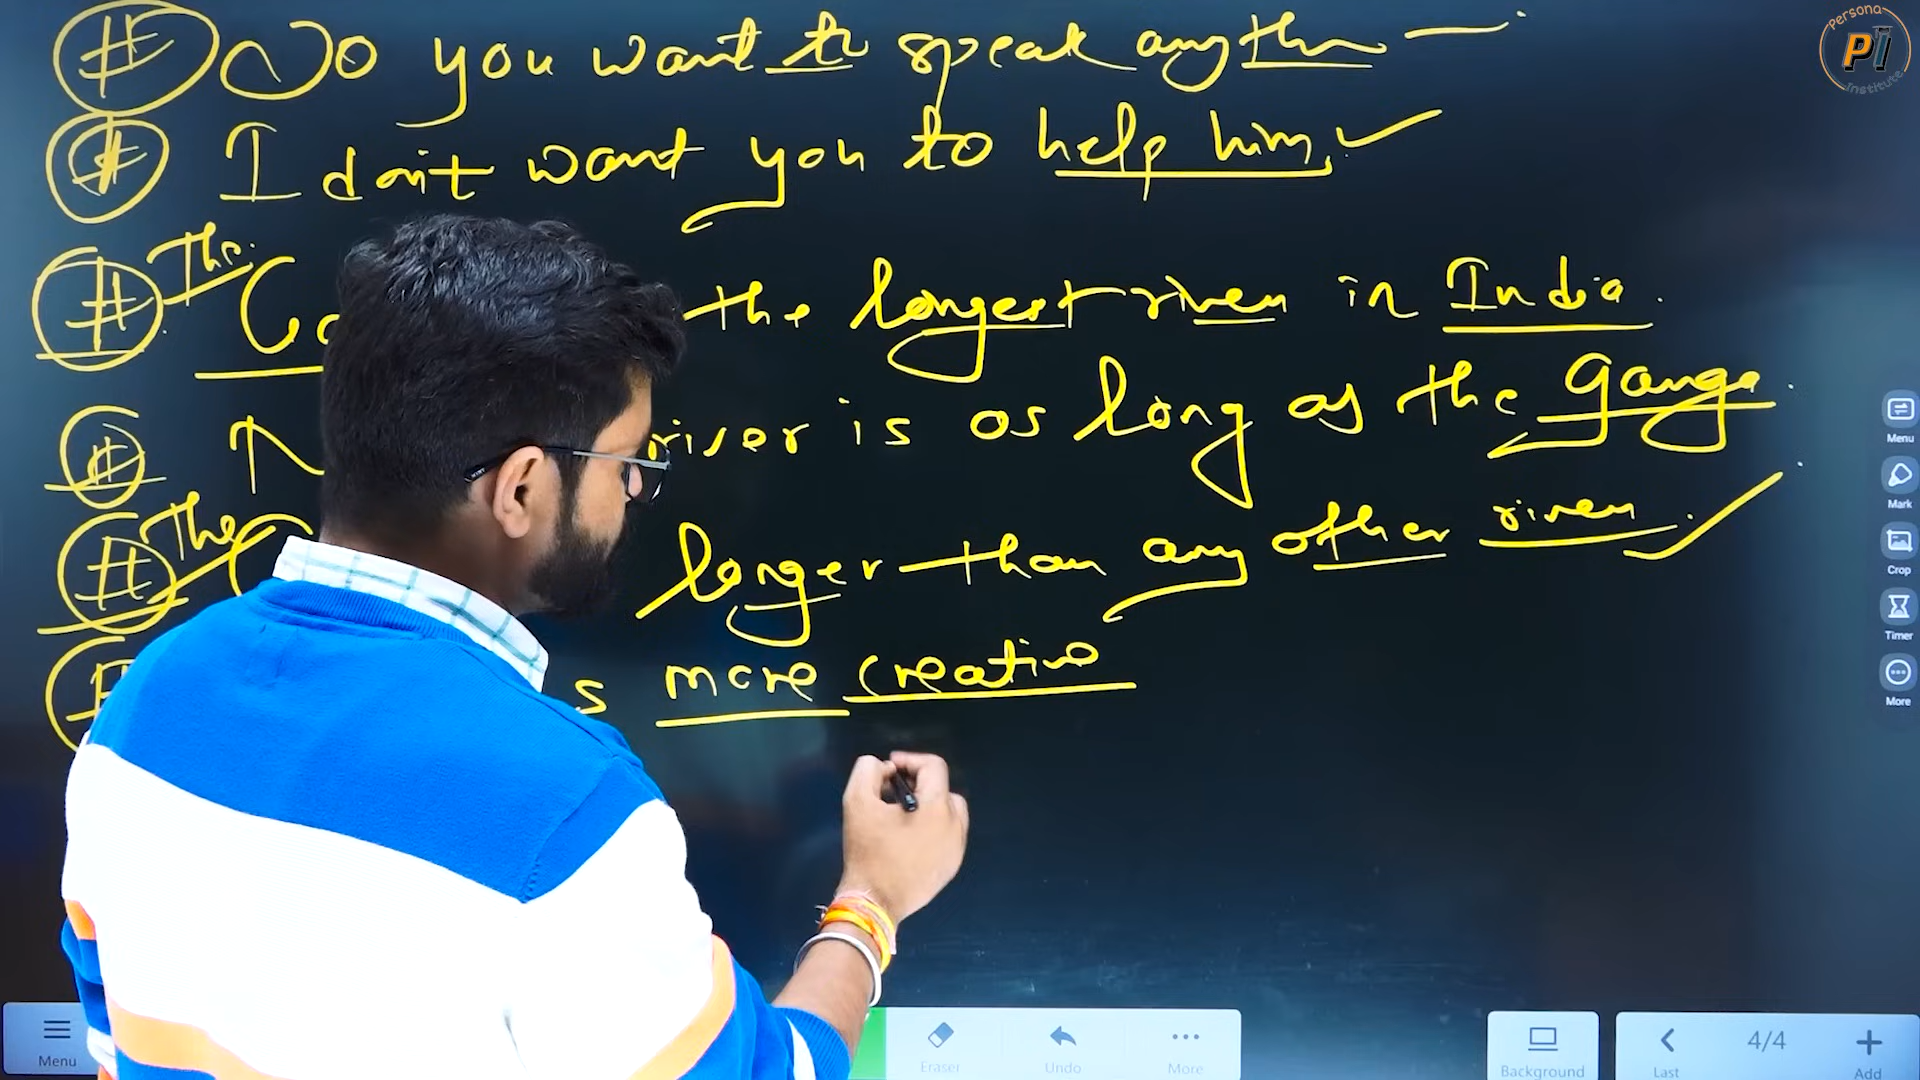 # Do you want to speak anything
# I don't want you to help him.
# The the longest river in India.
# river is as long as the Ganga.
# The longer than any other river.
more creative
Persona
PI
Institute
Menu
Mark
Crop
Timer
More
Menu
Eraser
Undo
More
Background
Last
4/4
Add